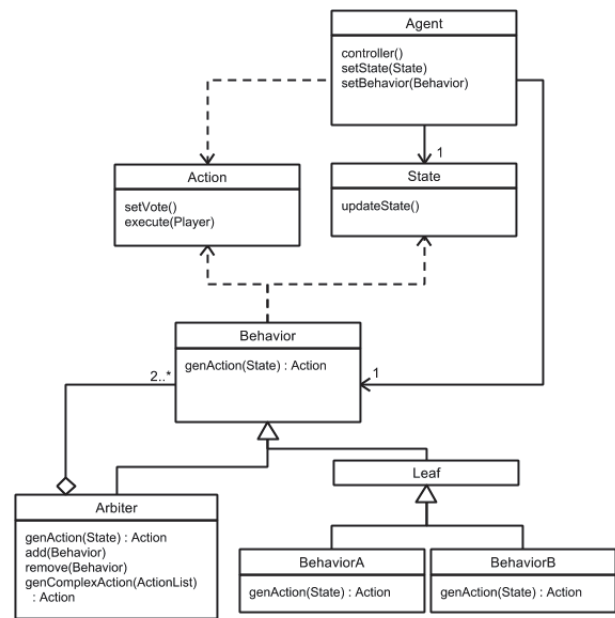 Agent
controller()
setState(State)
setBehavior(Behavior)
1
Action
setVote()
execute(Player)
State
updateState()
Behavior
genAction(State) : Action
2..*
1
Leaf
Arbiter
genAction(State) : Action
add(Behavior)
remove(Behavior)
genComplexAction(ActionList)
: Action
BehaviorA
genAction(State) : Action
BehaviorB
genAction(State) : Action